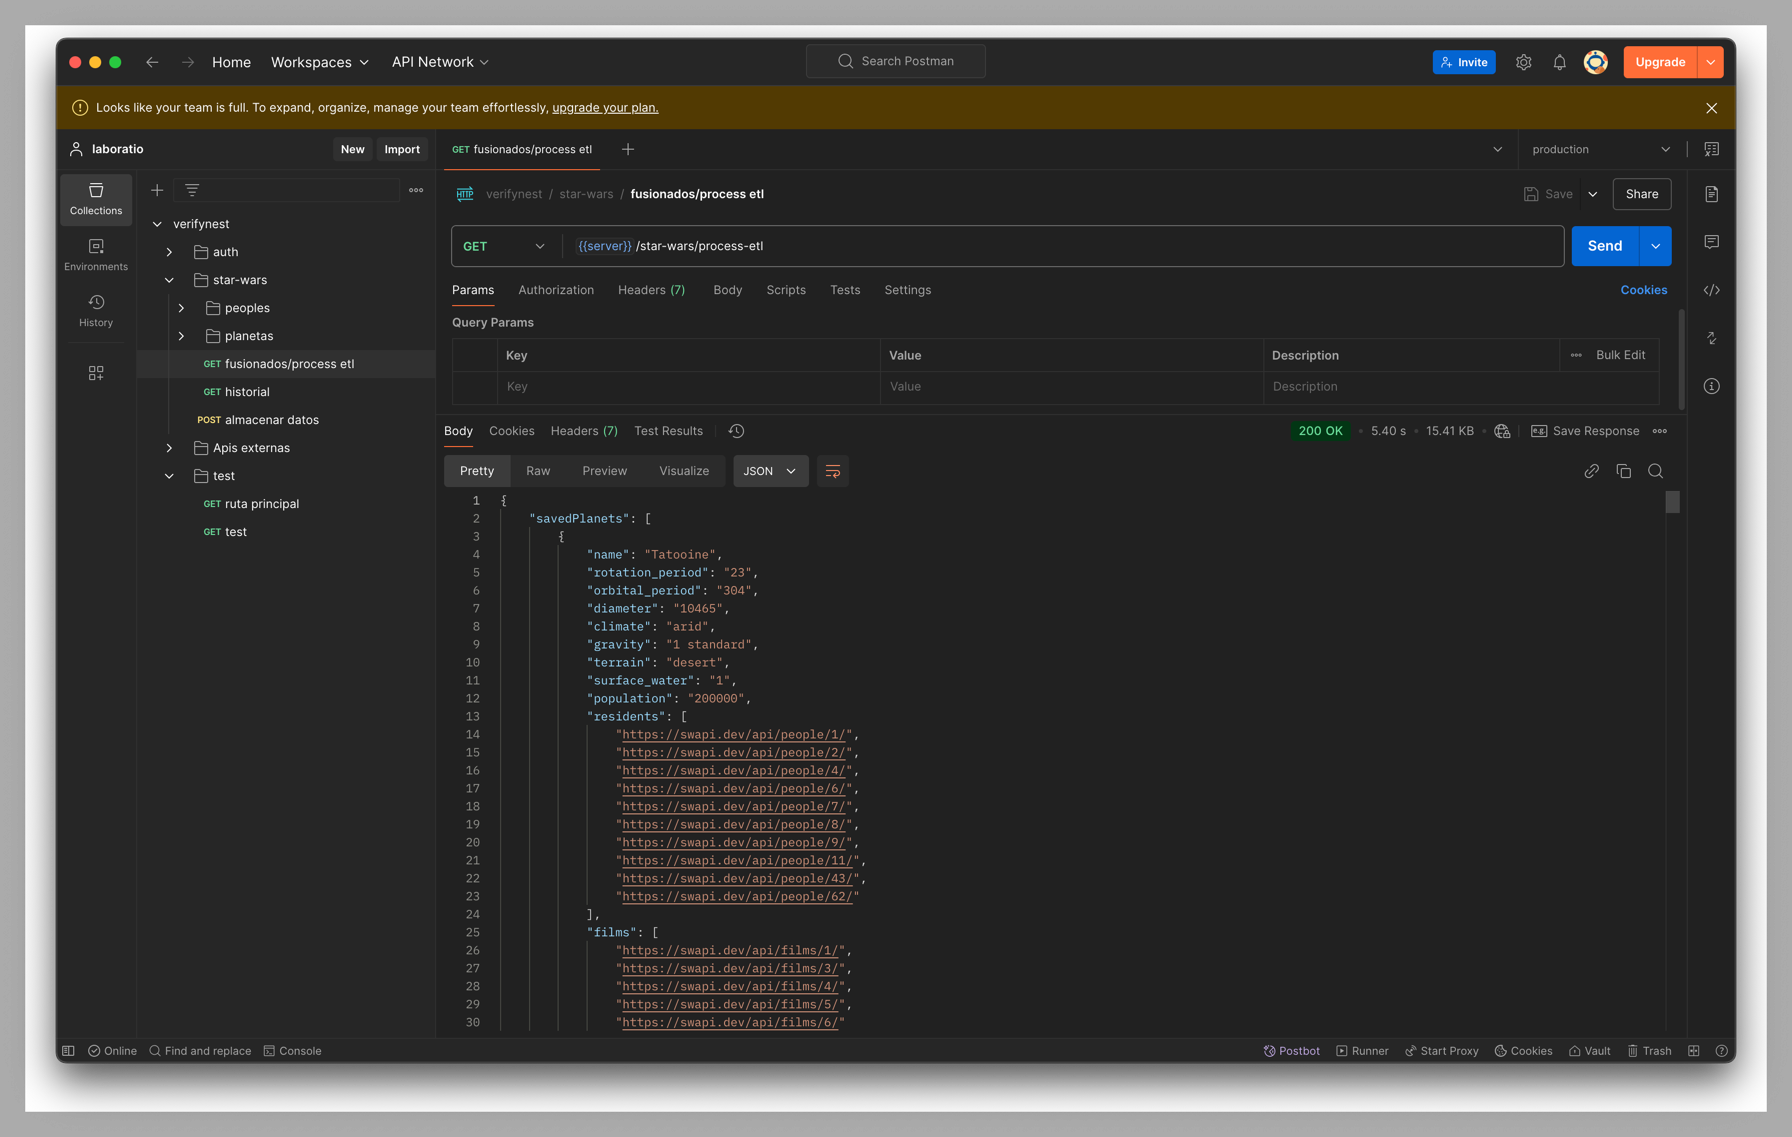 Home Workspaces API Network Search Postman Invite Upgrade
Looks like your team is full. To expand, organize, manage your team effortlessly, upgrade your plan.
laboratio New Import GET fusionados/process etl production
Collections
Environments
History
verifynest
auth
star-wars
peoples
planetas
GET fusionados/process etl
GET historial
POST almacenar datos
Apis externas
test
GET ruta principal
GET test
HTTP verifynest / star-wars / fusionados/process etl Save Share
GET {{server}} /star-wars/process-etl Send
Params Authorization Headers (7) Body Scripts Tests Settings Cookies
Query Params
Key Value Description Bulk Edit
Key Value Description
Body Cookies Headers (7) Test Results 200 OK 5.40 s 15.41 KB e.g. Save Response
Pretty Raw Preview Visualize JSON
1 {
2 "savedPlanets": [
3 {
4 "name": "Tatooine",
5 "rotation_period": "23",
6 "orbital_period": "304",
7 "diameter": "10465",
8 "climate": "arid",
9 "gravity": "1 standard",
10 "terrain": "desert",
11 "surface_water": "1",
12 "population": "200000",
13 "residents": [
14 "https://swapi.dev/api/people/1/",
15 "https://swapi.dev/api/people/2/",
16 "https://swapi.dev/api/people/4/",
17 "https://swapi.dev/api/people/6/",
18 "https://swapi.dev/api/people/7/",
19 "https://swapi.dev/api/people/8/",
20 "https://swapi.dev/api/people/9/",
21 "https://swapi.dev/api/people/11/",
22 "https://swapi.dev/api/people/43/",
23 "https://swapi.dev/api/people/62/"
24 ],
25 "films": [
26 "https://swapi.dev/api/films/1/",
27 "https://swapi.dev/api/films/3/",
28 "https://swapi.dev/api/films/4/",
29 "https://swapi.dev/api/films/5/",
30 "https://swapi.dev/api/films/6/"
Online Find and replace Console Postbot Runner Start Proxy Cookies Vault Trash